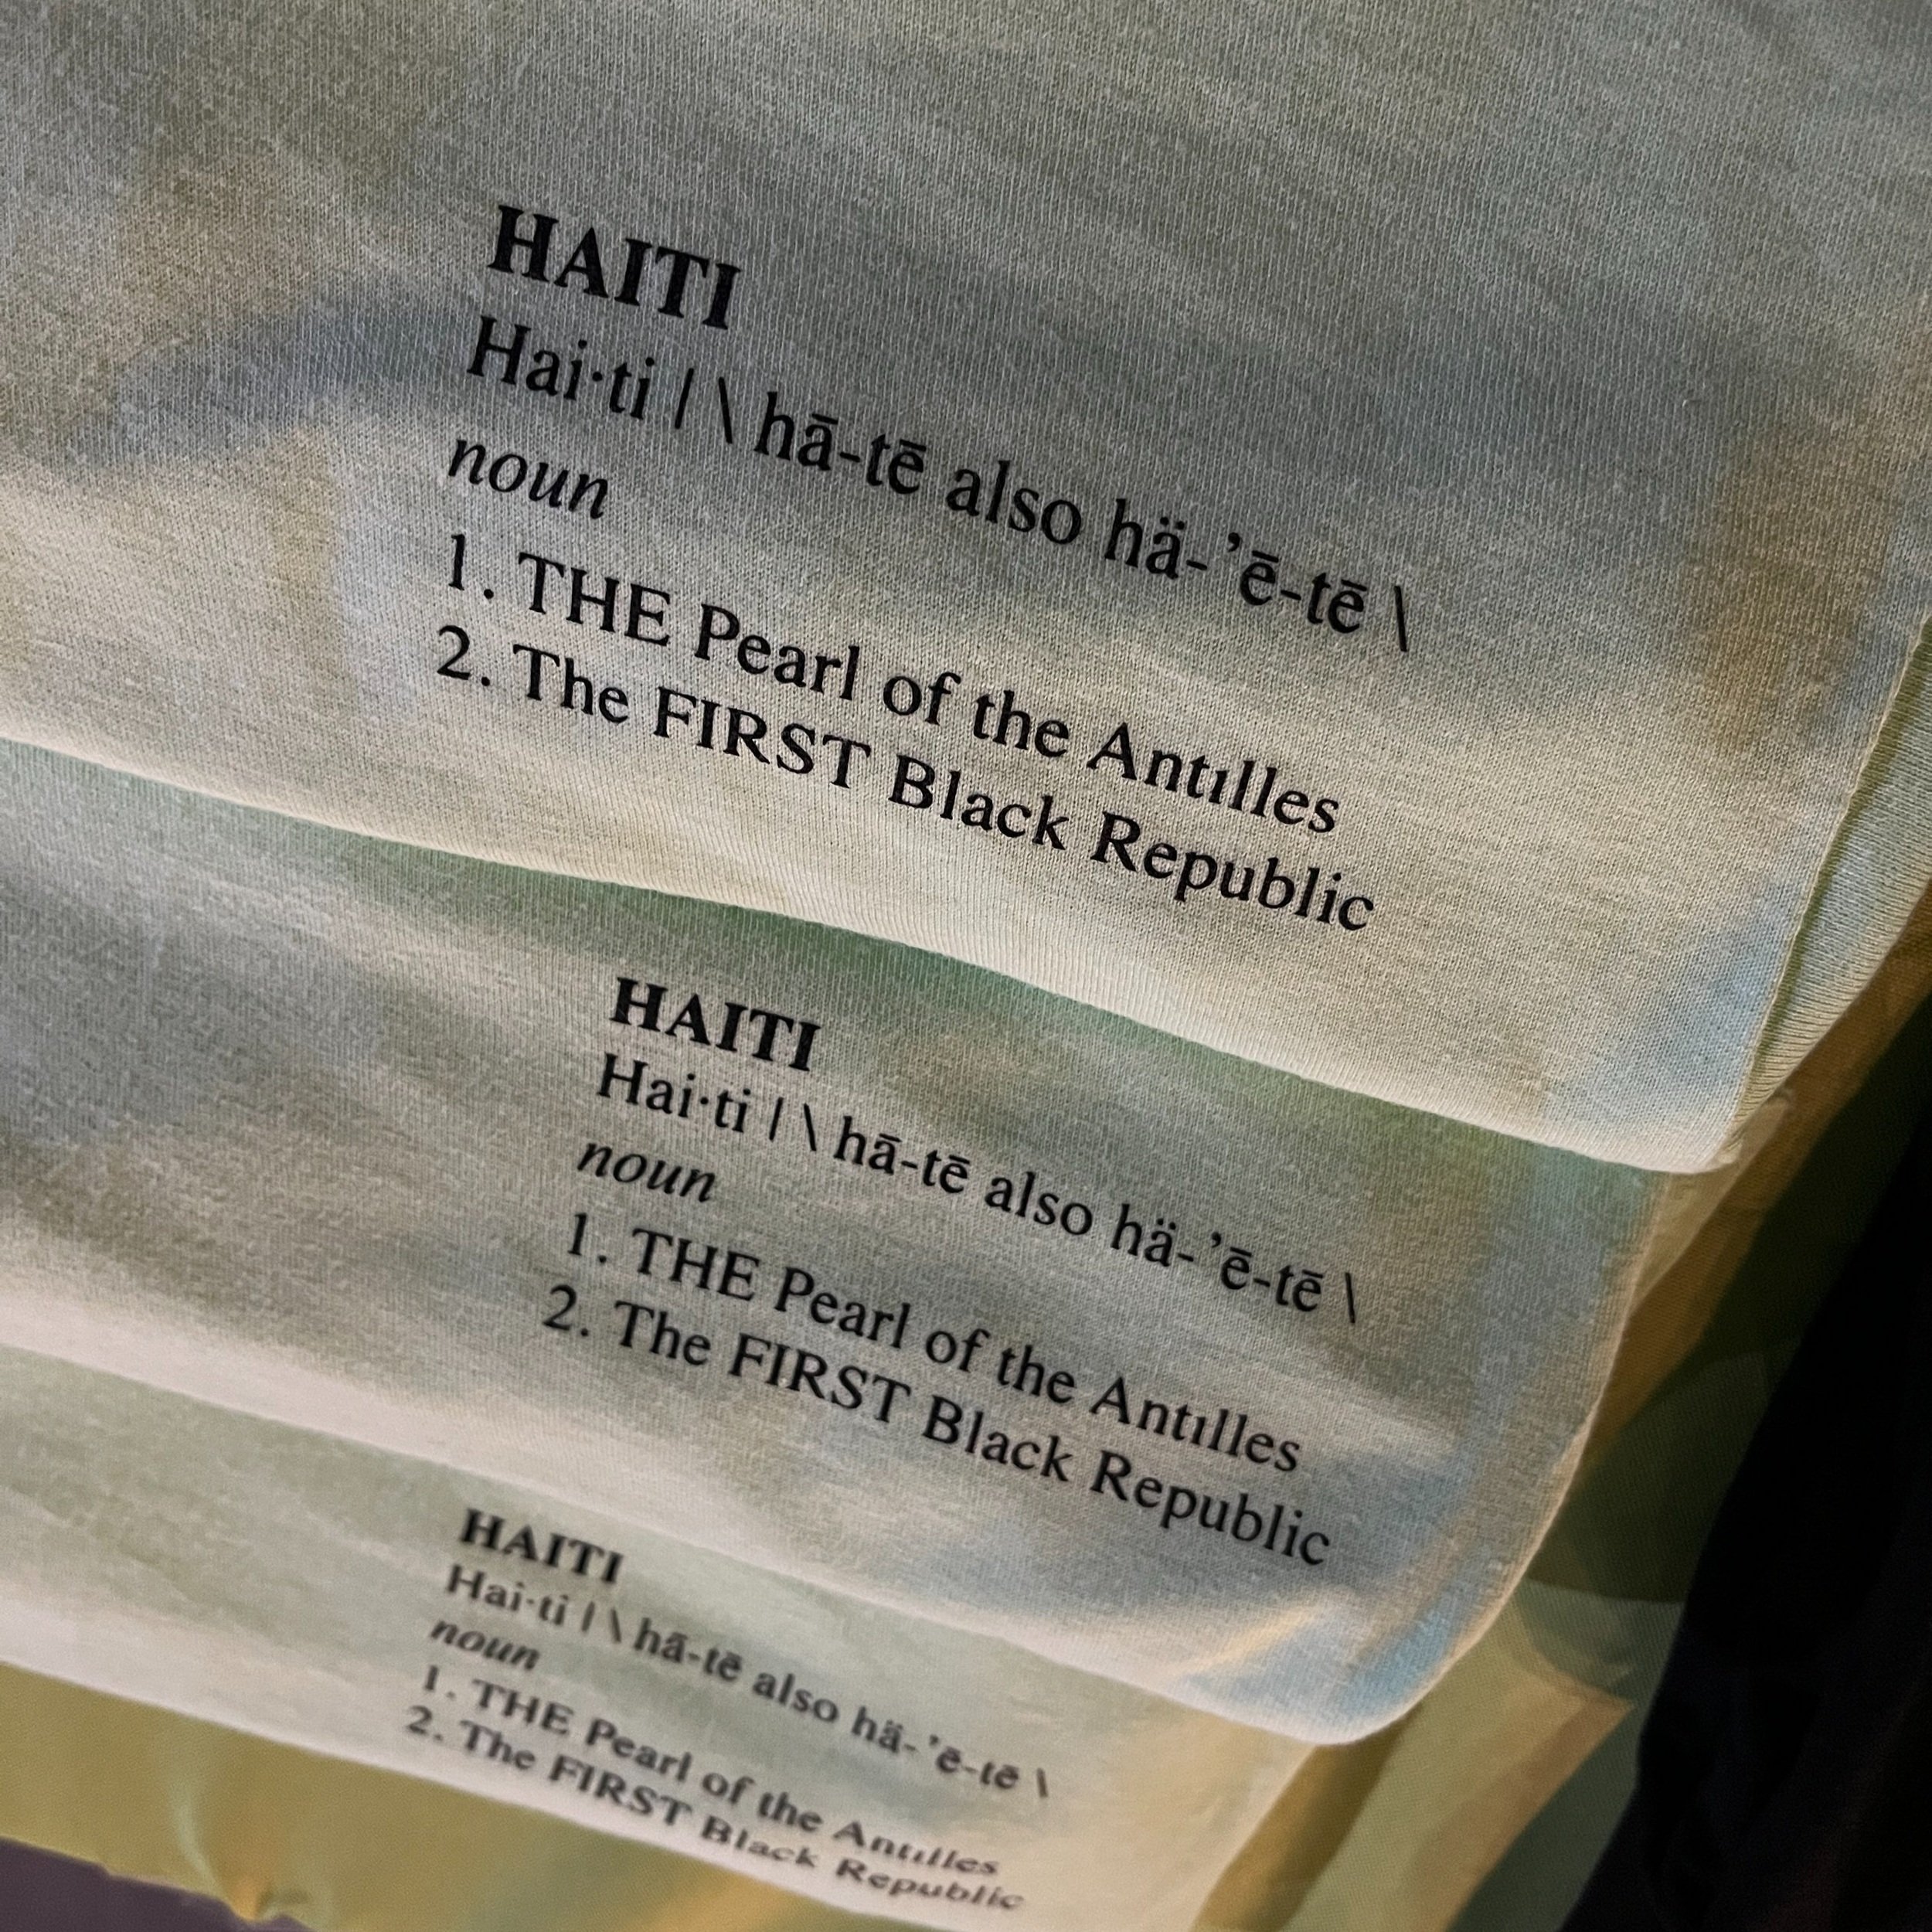 HAITI
Hai·ti | \ hā-tē also hä-’ē-tē \
noun
1. THE Pearl of the Antılles
2. The FIRST Black Republic
HAITI
Hai·ti | \ hā-tē also hä-’ē-tē \
noun
1. THE Pearl of the Antılles
2. The FIRST Black Republic
HAITI
Hai·ti | \ hā-tē also hä-’ē-tē \
noun
1. THE Pearl of the Antılles
2. The FIRST Black Republic